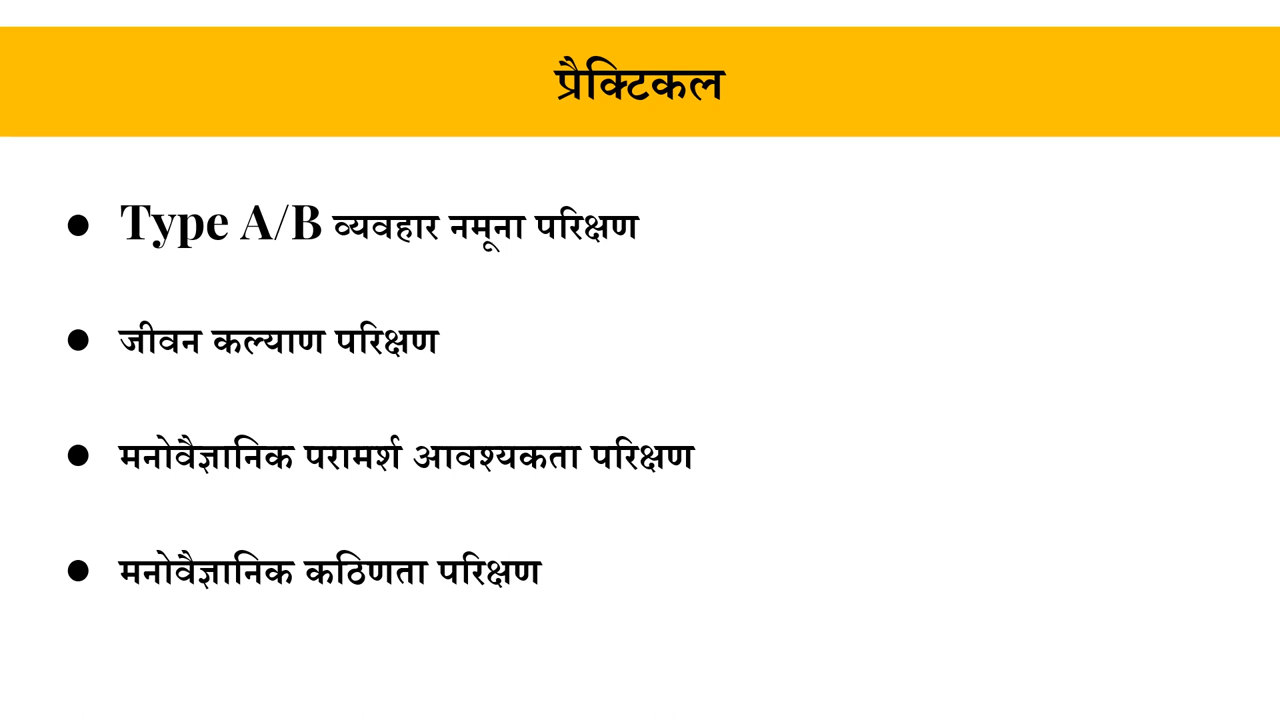 प्रैक्टिकल
● Type A/B व्यवहार नमूना परिक्षण
● जीवन कल्याण परिक्षण
● मनोवैज्ञानिक परामर्श आवश्यकता परिक्षण
● मनोवैज्ञानिक कठिणता परिक्षण